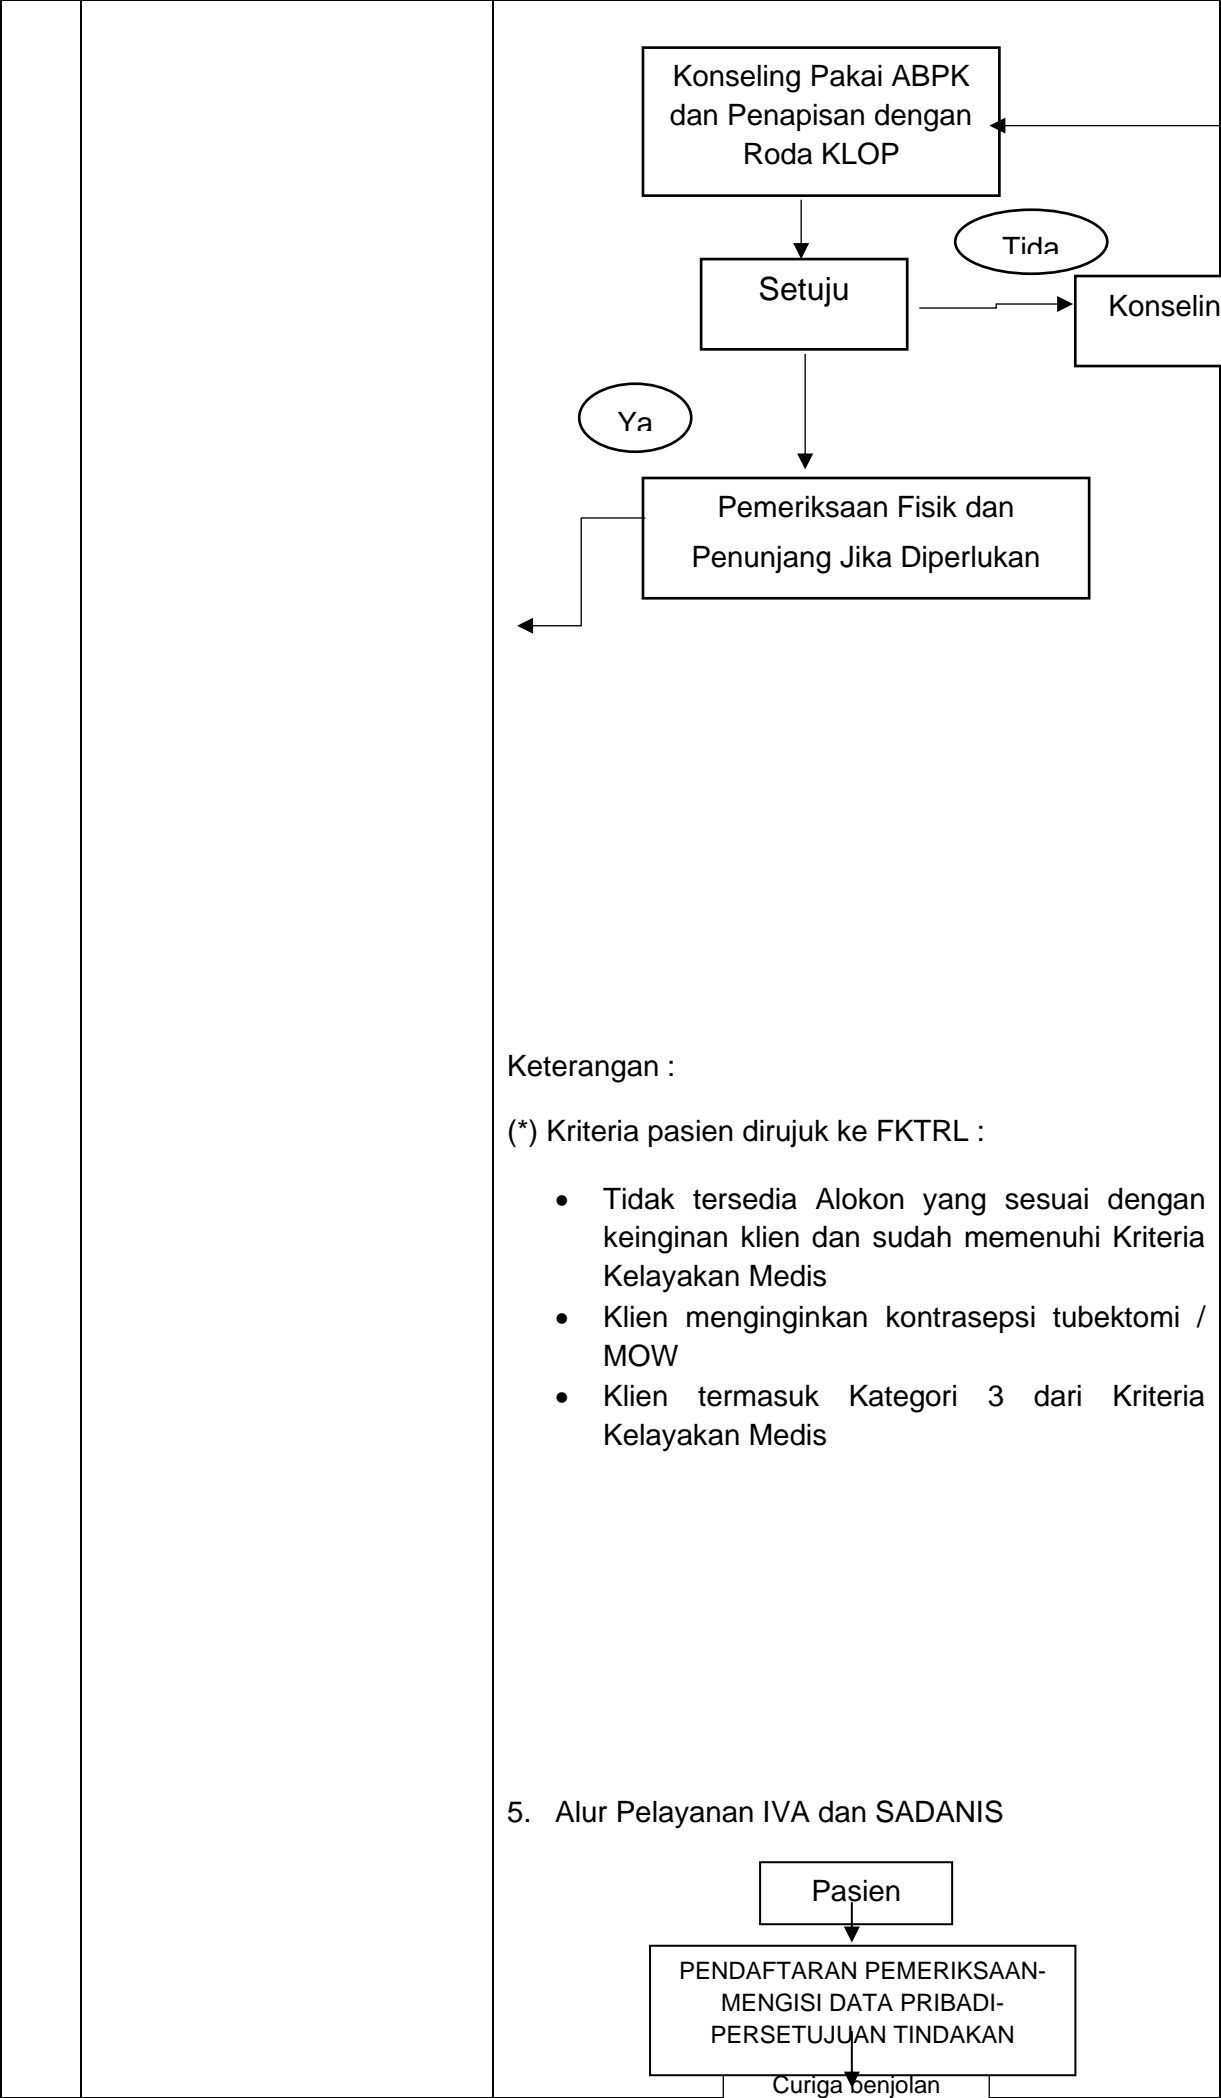 Konseling Pakai ABPK
dan Penapisan dengan
Roda KLOP
Tida
Setuju
Konselin
Ya
Pemeriksaan Fisik dan
Penunjang Jika Diperlukan
Keterangan :
(*) Kriteria pasien dirujuk ke FKTRL :
• Tidak tersedia Alokon yang sesuai dengan
keinginan klien dan sudah memenuhi Kriteria
Kelayakan Medis
• Klien menginginkan kontrasepsi tubektomi /
MOW
• Klien termasuk Kategori 3 dari Kriteria
Kelayakan Medis
5. Alur Pelayanan IVA dan SADANIS
Pasien
PENDAFTARAN PEMERIKSAAN-
MENGISI DATA PRIBADI-
PERSETUJUAN TINDAKAN
Curiga benjolan